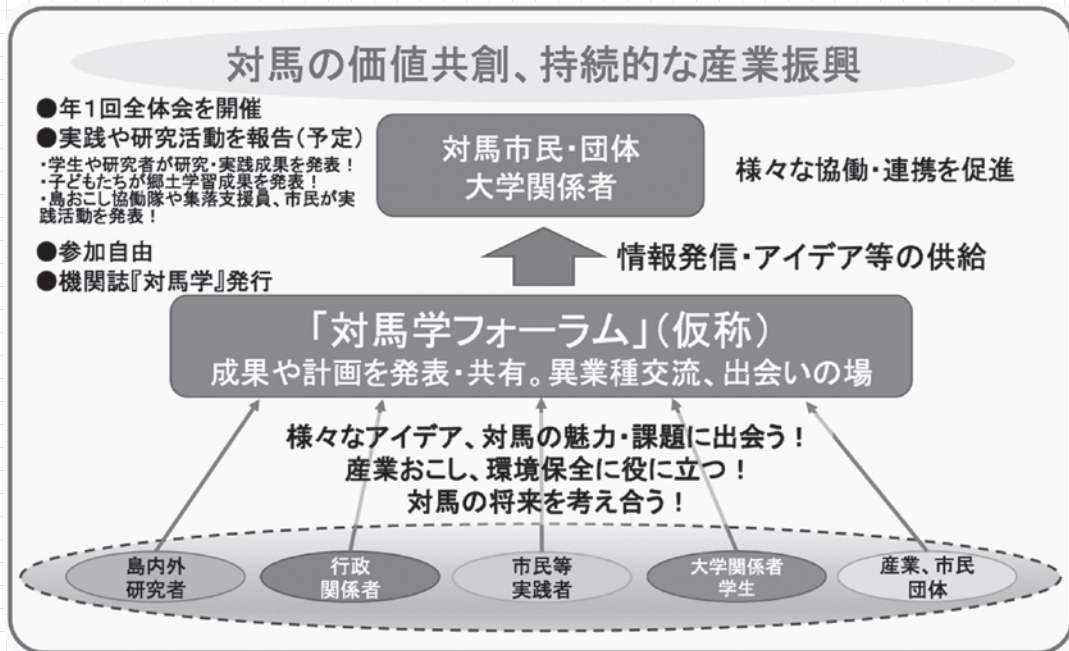 対馬の価値共創、持続的な産業振興
●年1回全体会を開催
●実践や研究活動を報告(予定)
・学生や研究者が研究・実践成果を発表！
・子どもたちが郷土学習成果を発表！
・島おこし協働隊や集落支援員、市民が実
践活動を発表！
●参加自由
●機関誌『対馬学』発行
対馬市民・団体
大学関係者
様々な協働・連携を促進
情報発信・アイデア等の供給
「対馬学フォーラム」(仮称)
成果や計画を発表・共有。異業種交流、出会いの場
様々なアイデア、対馬の魅力・課題に出会う！
産業おこし、環境保全に役に立つ！
対馬の将来を考え合う！
島内外
研究者
行政
関係者
市民等
実践者
大学関係者
学生
産業、市民
団体